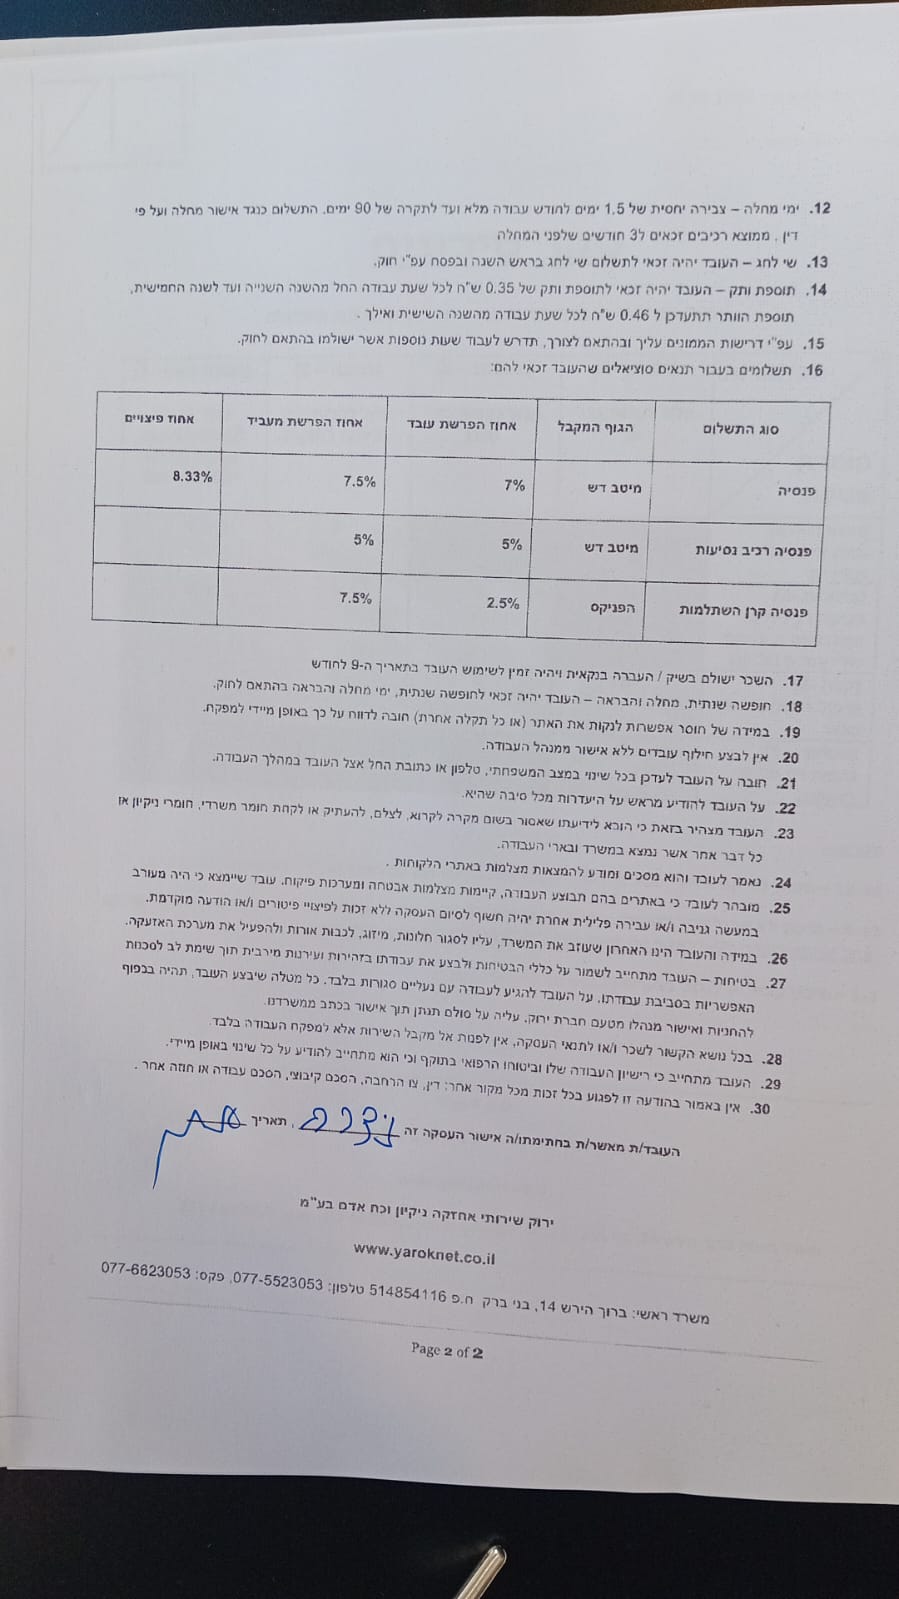 12. ימי מחלה – צבירה יחסית של 1.5 ימים לחודש עבודה מלא ועד לתקרה של 90 ימים. התשלום כנגד אישור מחלה ועל פי
דין . ממוצא רכיבים זכאים ל3 חודשים שלפני המחלה
13. שי לחג – העובד יהיה זכאי לתשלום שי לחג בראש השנה ובפסח עפ"י חוק.
14. תוספת ותק – העובד יהיה זכאי לתוספת ותק של 0.35 ש"ח לכל שעת עבודה החל מהשנה השנייה ועד לשנה החמישית,
תוספת הוותר תתעדכן ל 0.46 ש"ח לכל שעת עבודה מהשנה השישית ואילך .
15. עפ"י דרישות הממונים עליך ובהתאם לצורך, תדרש לעבוד שעות נוספות אשר ישולמו בהתאם לחוק.
16. תשלומים בעבור תנאים סוציאלים שהעובד זכאי להם:
סוג התשלום הגוף המקבל אחוז הפרשת עובד אחוז הפרשת מעביד אחוז פיצויים
פנסיה מיטב דש 7% 7.5% 8.33%
פנסיה רכיב נסיעות מיטב דש 5% 5%
פנסיה קרן השתלמות הפניקס 2.5% 7.5%
17. השכר ישולם בשיק / העברה בנקאית ויהיה זמין לשימוש העובד בתאריך ה-9 לחודש
18. חופשה שנתית, מחלה והבראה – העובד יהיה זכאי לחופשה שנתית, ימי מחלה והבראה בהתאם לחוק.
19. במידה של חוסר אפשרות לנקות את האתר (או כל תקלה אחרת) חובה לדווח על כך באופן מיידי למפקח.
20. אין לבצע חילוף עובדים ללא אישור ממנהל העבודה.
21. חובה על העובד לעדכן בכל שינוי במצב המשפחתי, טלפון או כתובת החל אצל העובד במהלך העבודה.
22. על העובד להודיע מראש על היעדרות מכל סיבה שהיא.
23. העובד מצהיר בזאת כי הובא לידיעתו שאסור בשום מקרה לקרוא, לצלם, להעתיק או לקחת חומר משרדי, חומרי ניקיון או
כל דבר אחר אשר נמצא במשרד ובארי העבודה.
24. נאמר לעובד והוא מסכים ומודע להמצאות מצלמות באתרי הלקוחות .
25. מובהר לעובד כי באתרים בהם תבוצע העבודה, קיימות מצלמות אבטחה ומערכות פיקוח. עובד שיימצא כי היה מעורב
במעשה גניבה ו/או עבירה פלילית אחרת יהיה חשוף לסיום העסקה ללא זכות לפיצויי פיטורים ו/או הודעה מוקדמת.
26. במידה והעובד הינו האחרון שעוזב את המשרד, עליו לסגור חלונות, מיזוג, לכבות אורות ולהפעיל את מערכת האזעקה.
27. בטיחות – העובד מתחייב לשמור על כללי הבטיחות ולבצע את עבודתו בזהירות ועירנות מירבית תוך שימת לב לסכנות
האפשריות בסביבת עבודתו, על העובד להגיע לעבודה עם נעליים סגורות בלבד. כל מטלה שיבצע העובד, תהיה בכפוף
להחניות ואישור מנהלו מטעם חברת ירוק. עליה על סולם תנתן תוך אישור בכתב ממשרדנו.
28. בכל נושא הקשור לשכר ו/או לתנאי העסקה, אין לפנות אל מקבל השירות אלא למפקח העבודה בלבד.
29. העובד מתחייב כי רישיון העבודה שלו וביטוחו הרפואי בתוקף וכי הוא מתחייב להודיע על כל שינוי באופן מיידי.
30. אין באמור בהודעה זו לפגוע בכל זכות מכל מקור אחר: דין, צו הרחבה, הסכם קיבוצי, הסכם עבודה או חוזה אחר .
העובד/ת מאשר/ת בחתימתו/ה אישור העסקה זה , תאריך
ירוק שירותי אחזקה ניקיון וכח אדם בע"מ
www.yaroknet.co.il
משרד ראשי: ברוך הירש 14, בני ברק ח.פ 514854116 טלפון: 077-5523053, פקס: 077-6623053
Page 2 of 2